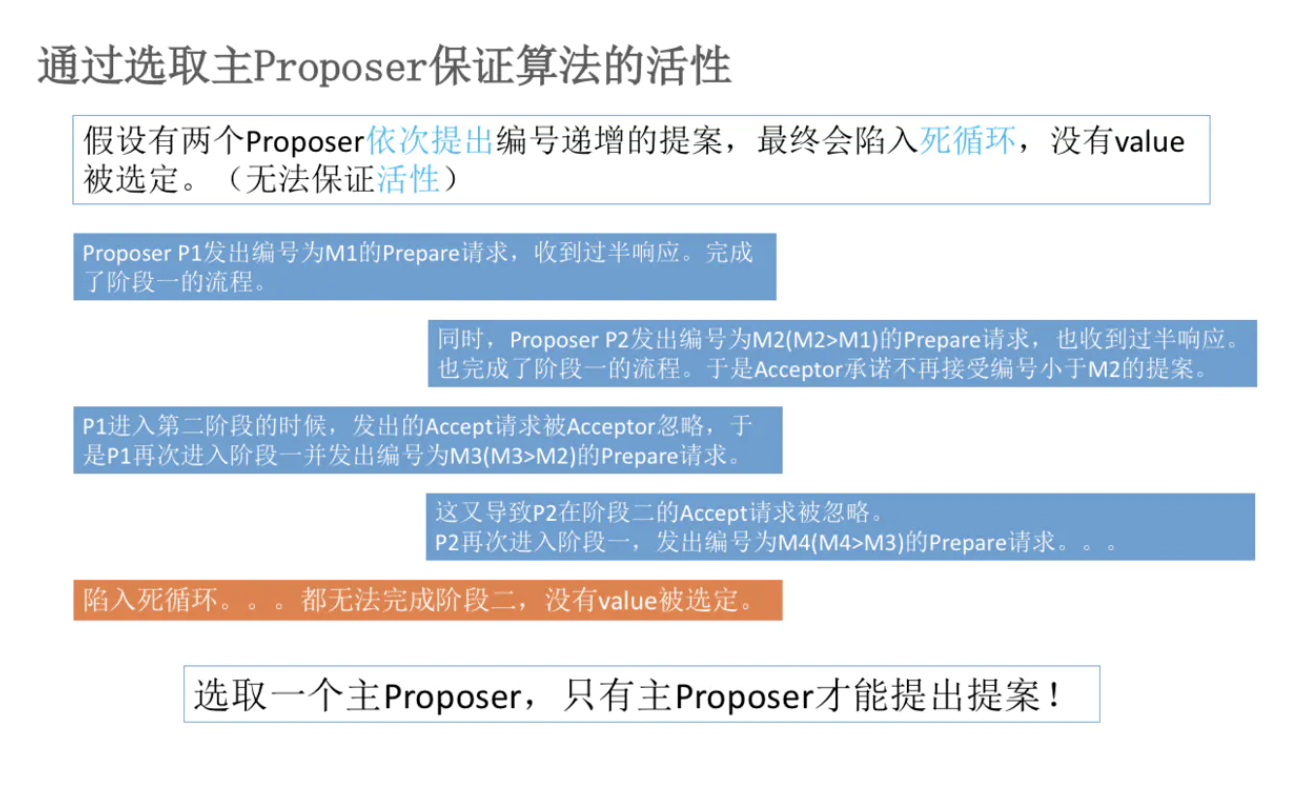 通过选取主Proposer保证算法的活性
假设有两个Proposer依次提出编号递增的提案，最终会陷入死循环，没有value
被选定。（无法保证活性）
Proposer P1发出编号为M1的Prepare请求，收到过半响应。完成
了阶段一的流程。
同时，Proposer P2发出编号为M2(M2>M1)的Prepare请求，也收到过半响应。
也完成了阶段一的流程。于是Acceptor承诺不再接受编号小于M2的提案。
P1进入第二阶段的时候，发出的Accept请求被Acceptor忽略，于
是P1再次进入阶段一并发出编号为M3(M3>M2)的Prepare请求。
这又导致P2在阶段二的Accept请求被忽略。
P2再次进入阶段一，发出编号为M4(M4>M3)的Prepare请求。。。
陷入死循环。。。都无法完成阶段二，没有value被选定。
选取一个主Proposer，只有主Proposer才能提出提案！